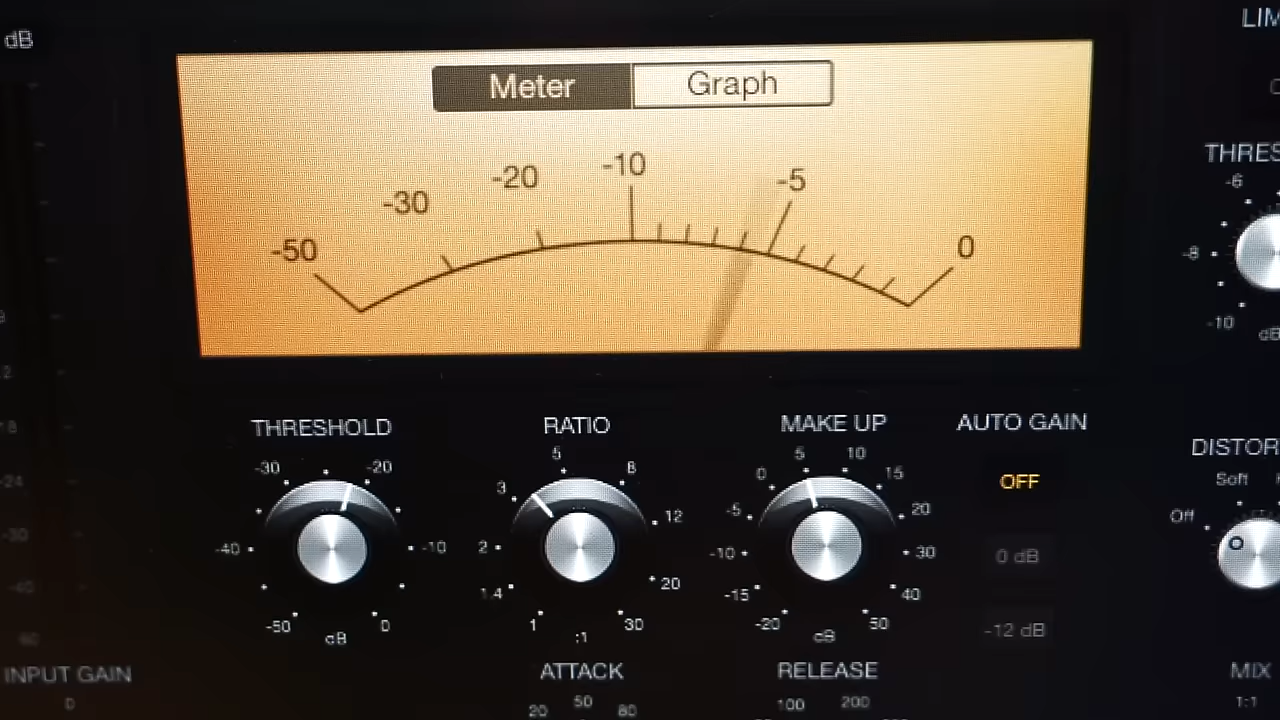 dB
LIM
Meter
Graph
-50
-30
-20
-10
-5
0
THRES
-6
-8
-10
dB
THRESHOLD
-50
-40
-30
-20
-10
0
dB
RATIO
1
1.4
2
3
5
8
12
20
30
:1
MAKE UP
-20
-15
-10
-5
0
5
10
15
20
30
40
50
dB
AUTO GAIN
OFF
0 dB
-12 dB
DISTOR
Soft
Off
INPUT GAIN
0
ATTACK
20
50
80
RELEASE
100
200
MIX
1:1